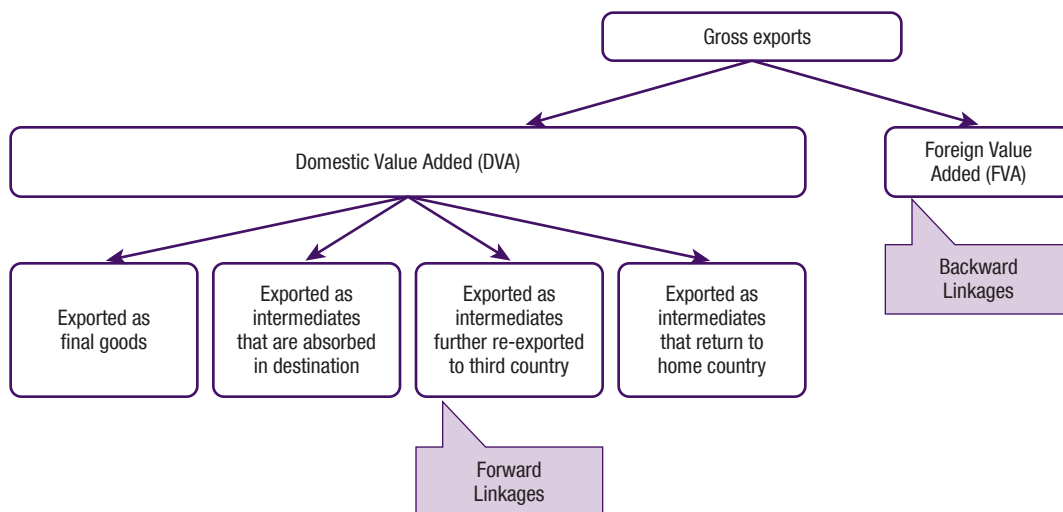 Gross exports
Domestic Value Added (DVA)
Foreign Value
Added (FVA)
Backward
Linkages
Exported as
final goods
Exported as
intermediates
that are absorbed
in destination
Exported as
intermediates
further re-exported
to third country
Exported as
intermediates
that return to
home country
Forward
Linkages